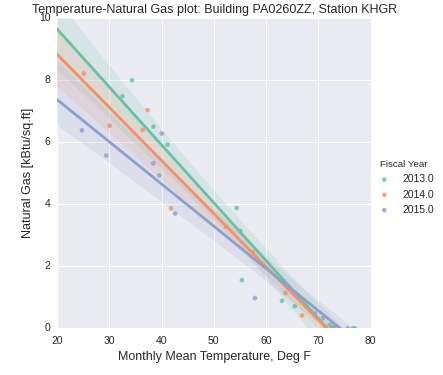 Temperature-Natural Gas plot: Building PA0260ZZ, Station KHGR
10
8
6
4
2
0
Natural Gas [kBtu/sq.ft]
20 30 40 50 60 70 80
Monthly Mean Temperature, Deg F
Fiscal Year
2013.0
2014.0
2015.0